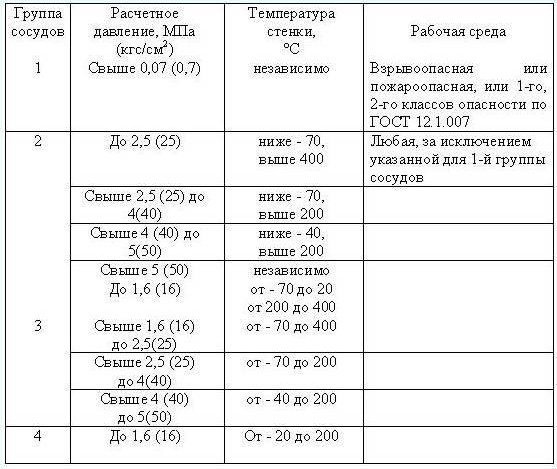 Группа сосудов	Расчетное давление, МПа (кгс/см²)	Температура стенки, °С	Рабочая среда
1	Свыше 0,07 (0,7)	независимо	Взрывоопасная или
пожароопасная, или 1-го,
2-го классов опасности по
ГОСТ 12.1.007
2	До 2,5 (25)	ниже - 70,	Любая, за исключением
выше 400	указанной для 1-й группы
сосудов
Свыше 2,5 (25) до	ниже - 70,
4(40)	выше 200
Свыше 4 (40) до	ниже - 40,
5(50)	выше 200
Свыше 5 (50)	независимо
До 1,6 (16)	от - 70 до 20
от 200 до 400
3	Свыше 1,6 (16)	от - 70 до 400
до 2,5(25)
Свыше 2,5 (25)	от - 70 до 200
до 4(40)
Свыше 4 (40)	от - 40 до 200
до 5(50)
4	До 1,6 (16)	От - 20 до 200